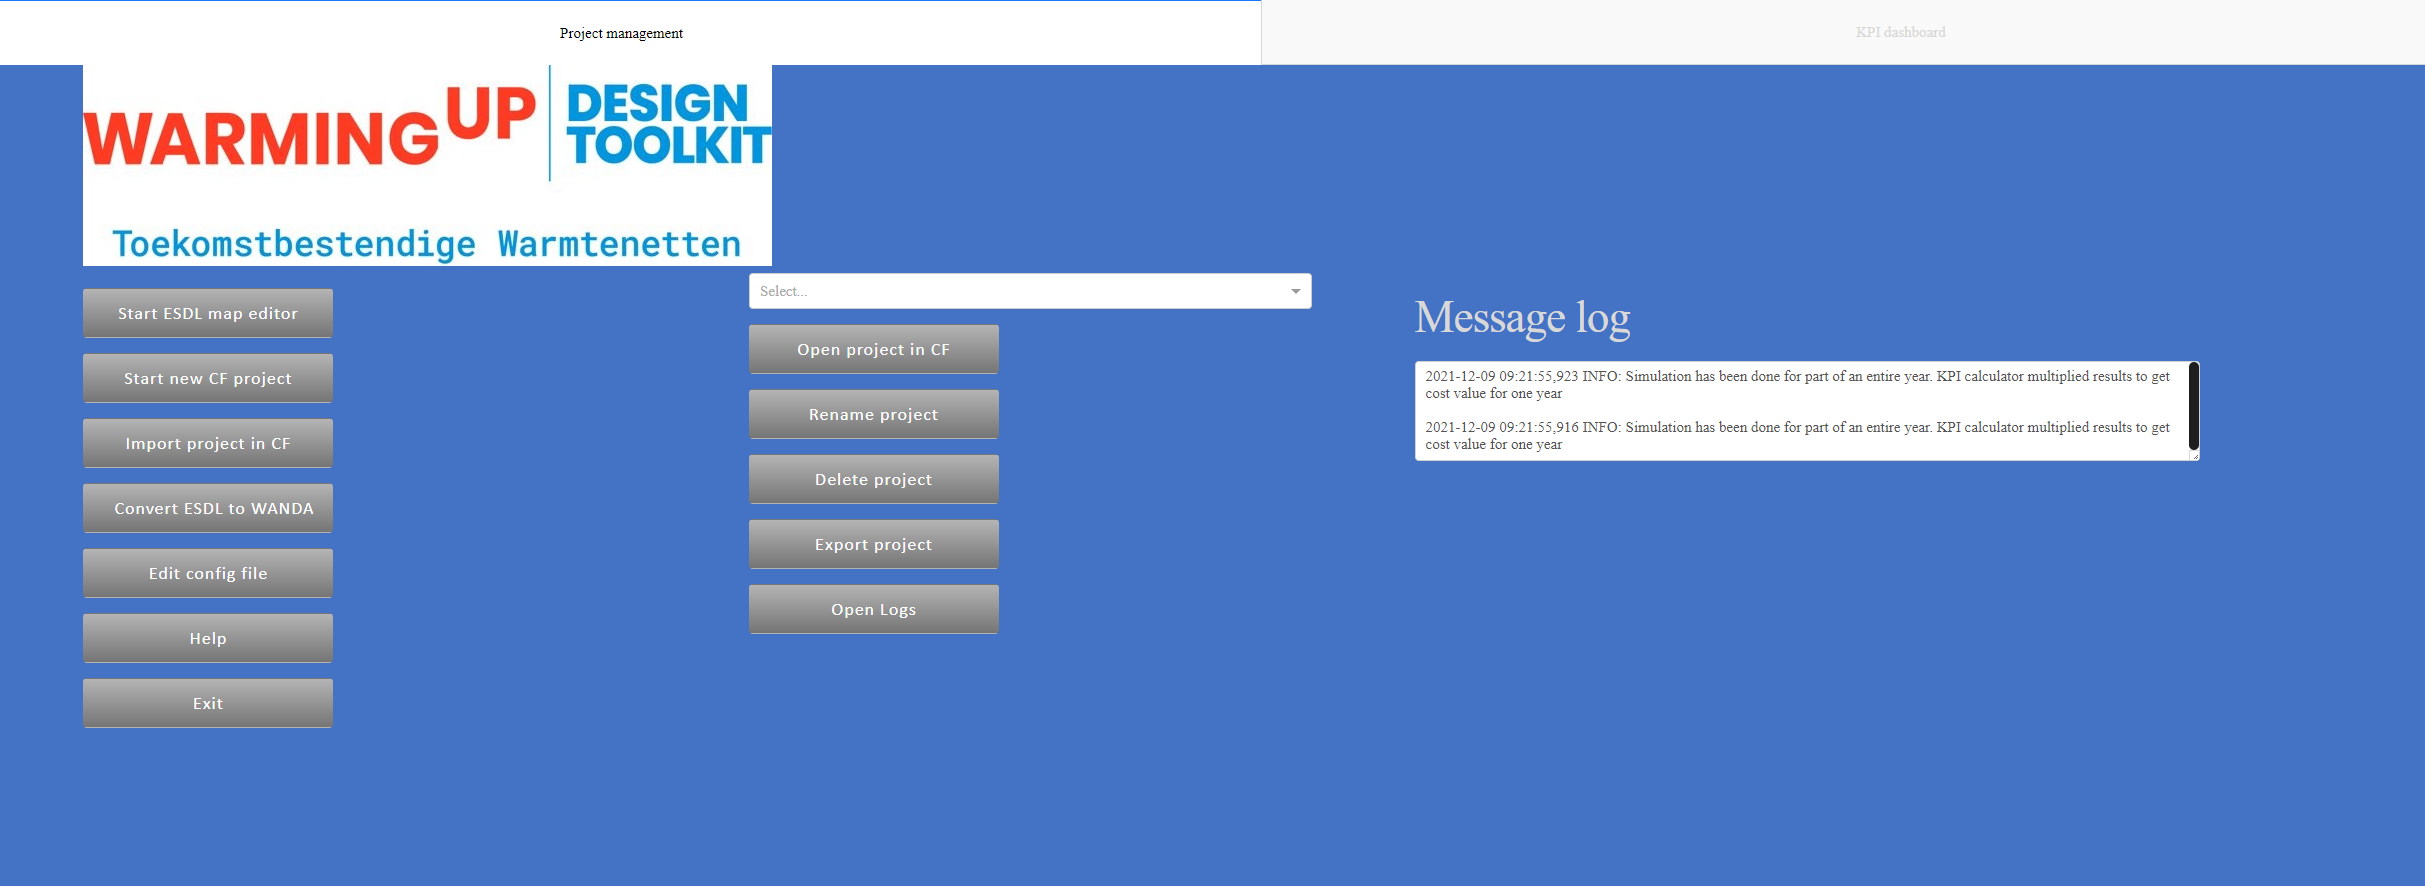 Project management
KPI dashboard
WARMINGUP
DESIGN
TOOLKIT
Toekomstbestendige Warmtenetten
Start ESDL map editor
Start new CF project
Import project in CF
Convert ESDL to WANDA
Edit config file
Help
Exit
Select...
Open project in CF
Rename project
Delete project
Export project
Open Logs
Message log
2021-12-09 09:21:55,923 INFO: Simulation has been done for part of an entire year. KPI calculator multiplied results to get
cost value for one year
2021-12-09 09:21:55,916 INFO: Simulation has been done for part of an entire year. KPI calculator multiplied results to get
cost value for one year